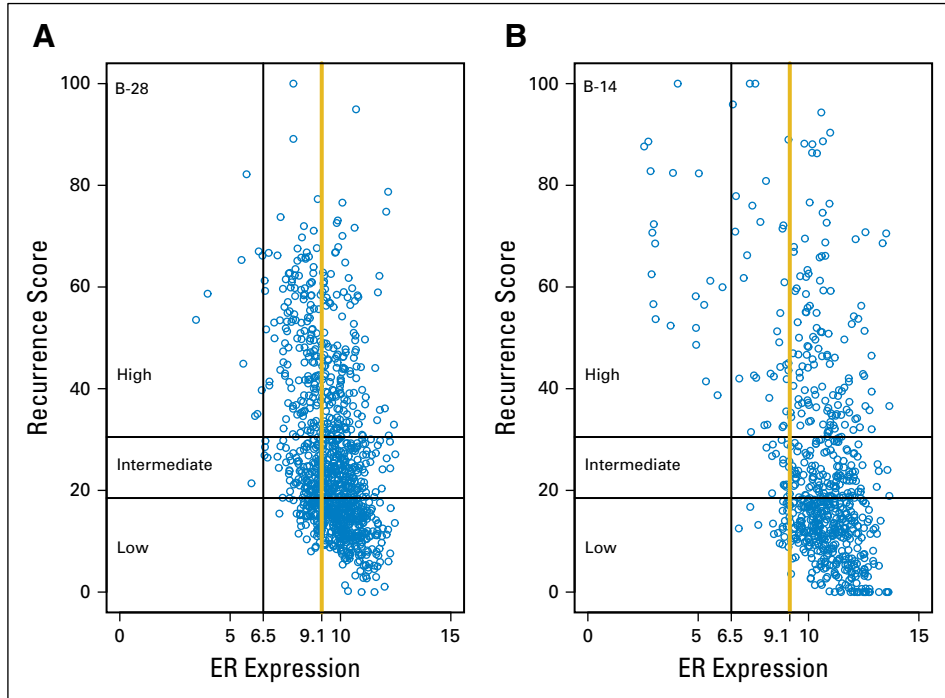 A
B-28
100
80
60
40
20
0
High
Intermediate
Low
Recurrence Score
0
5
6.5
9.1
10
15
ER Expression
B
B-14
100
80
60
40
20
0
High
Intermediate
Low
Recurrence Score
0
5
6.5
9.1
10
15
ER Expression